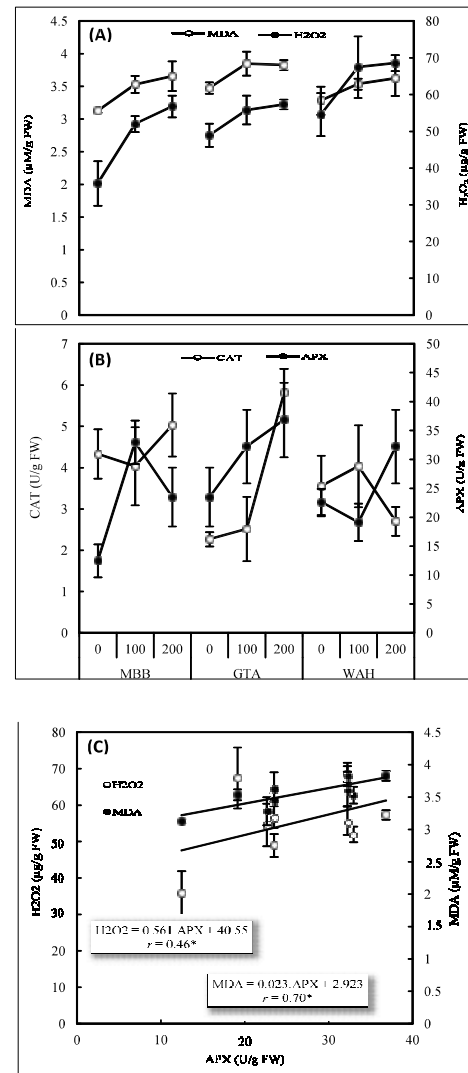 (A)
MDA H2O2
4.5
4
3.5
3
2.5
2
1.5
1
0.5
0
MDA (µM/g FW)
80
70
60
50
40
30
20
10
0
H2O2 (µg/g FW)
(B)
CAT APX
7
6
5
4
3
2
1
0
CAT (U/g FW)
50
45
40
35
30
25
20
15
10
5
0
APX (U/g FW)
0 100 200 0 100 200 0 100 200
MBB GTA WAH
(C)
H2O2
MDA
80
70
60
50
40
30
20
10
0
H2O2 (µg/g FW)
4.5
4
3.5
3
2.5
2
1.5
1
0.5
0
MDA (µM/g FW)
H2O2 = 0.561 APX + 40.55
r = 0.46*
MDA = 0.023 APX + 2.923
r = 0.70*
0 10 20 30 40
APX (U/g FW)